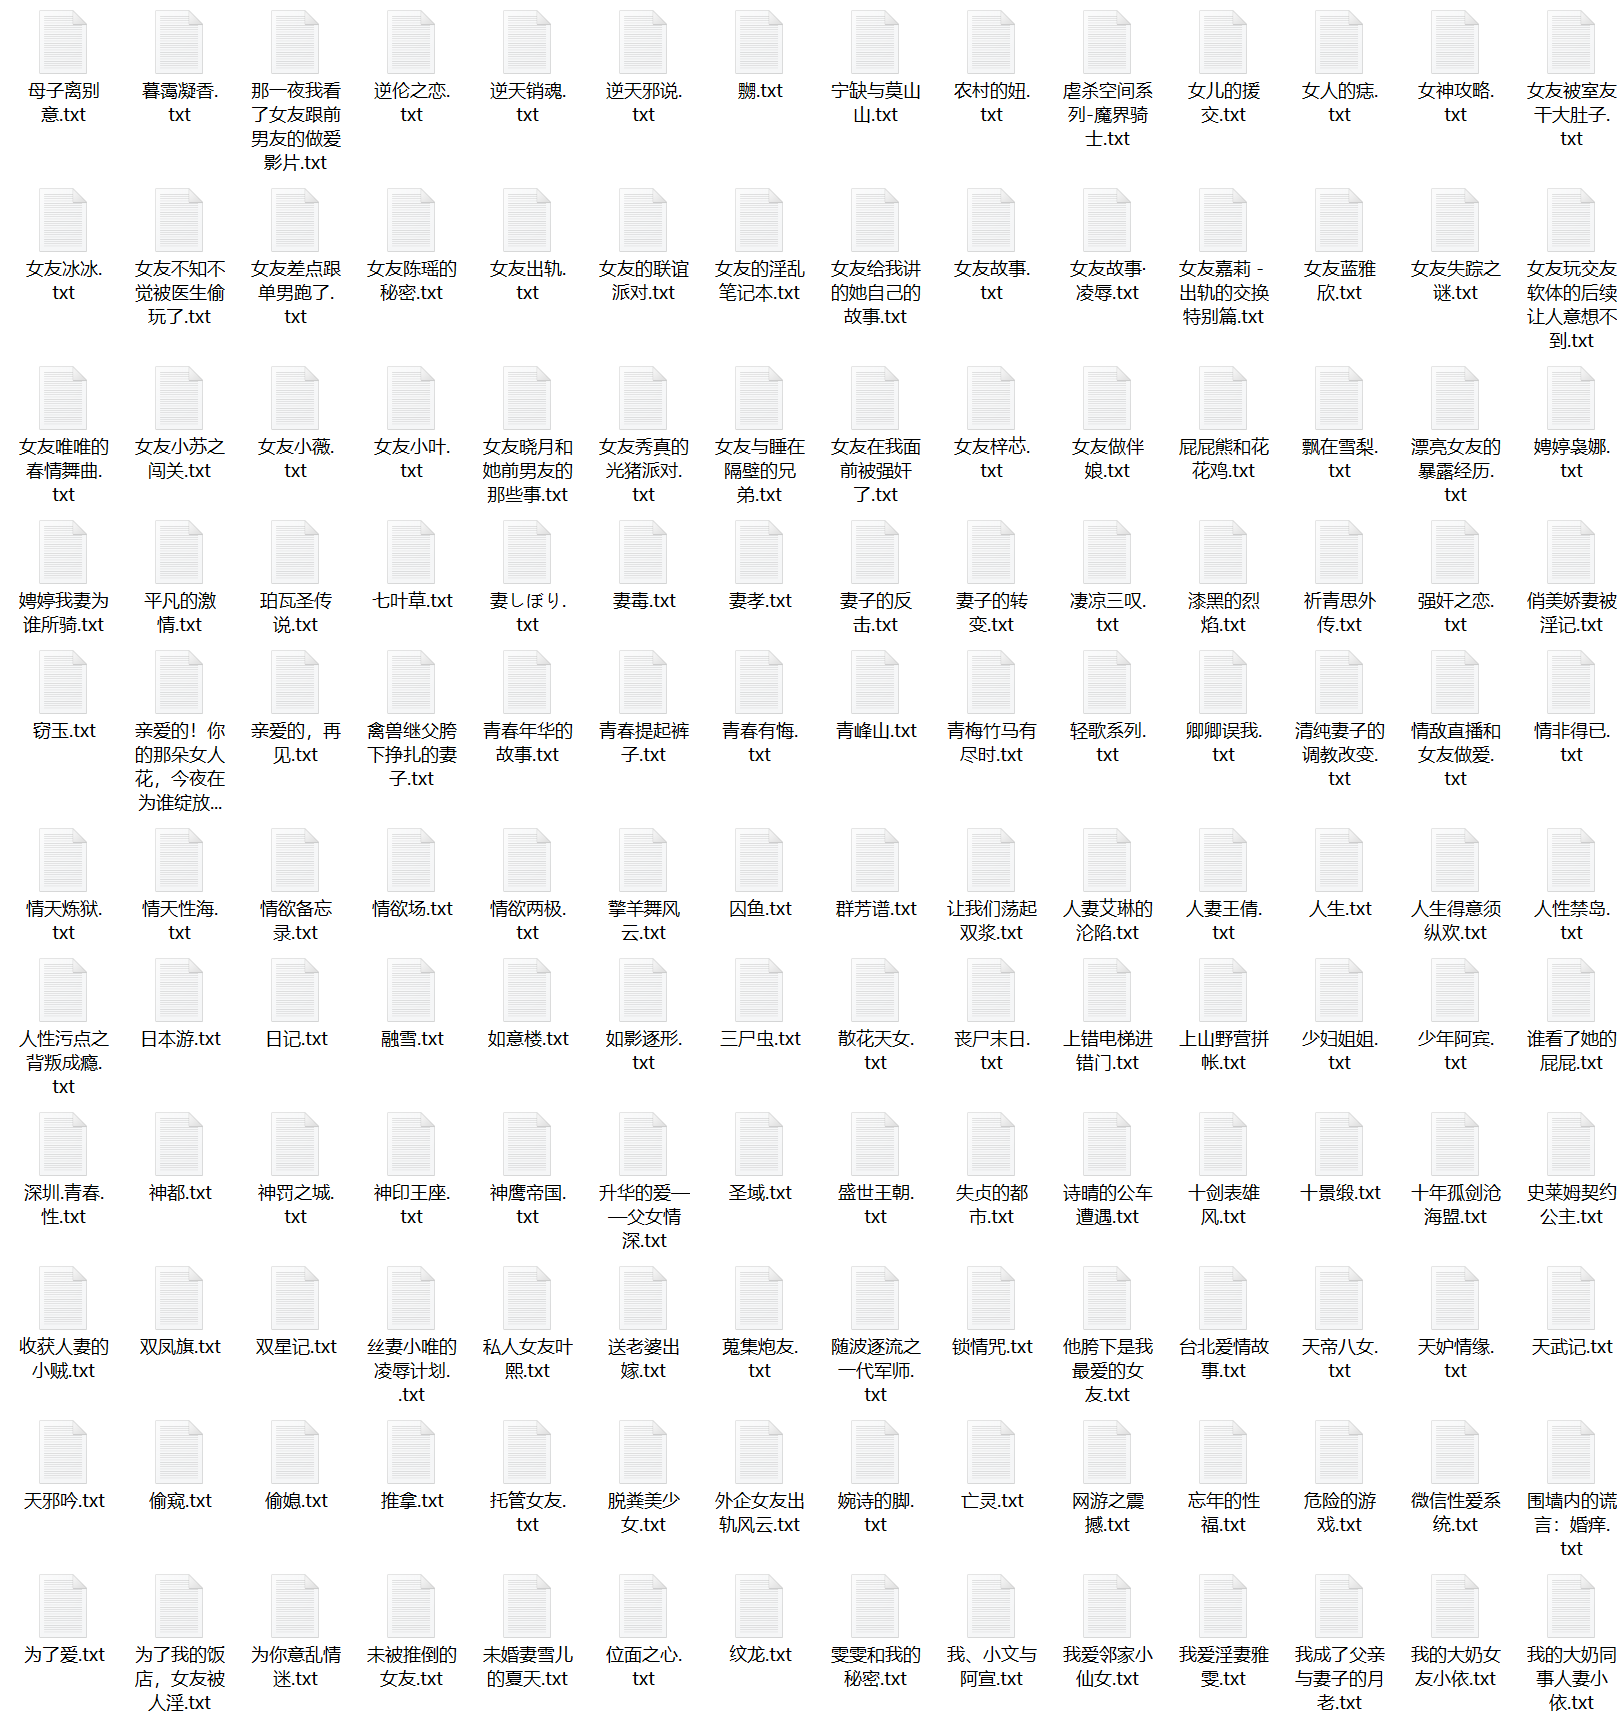 母子离别意.txt
暮霭凝香.txt
那一夜我看了女友跟前男友的做爱影片.txt
逆伦之恋.txt
逆天销魂.txt
逆天邪说.txt
嬲.txt
宁缺与莫山山.txt
农村的妞.txt
虐杀空间系列-魔界骑士.txt
女儿的援交.txt
女人的痣.txt
女神攻略.txt
女友被室友干大肚子.txt
女友冰冰.txt
女友不知不觉被医生偷玩了.txt
女友差点跟单男跑了.txt
女友陈瑶的秘密.txt
女友出轨.txt
女友的联谊派对.txt
女友的淫乱笔记本.txt
女友给我讲的她自己的故事.txt
女友故事.txt
女友故事·凌辱.txt
女友嘉莉 - 出轨的交换特别篇.txt
女友蓝雅欣.txt
女友失踪之谜.txt
女友玩交友软体的后续让人意想不到.txt
女友唯唯的春情舞曲.txt
女友小苏之闯关.txt
女友小薇.txt
女友小叶.txt
女友晓月和她前男友的那些事.txt
女友秀真的光猪派对.txt
女友与睡在隔壁的兄弟.txt
女友在我面前被强奸了.txt
女友梓芯.txt
女友做伴娘.txt
屁屁熊和花花鸡.txt
飘在雪梨.txt
漂亮女友的暴露经历.txt
娉婷袅娜.txt
娉婷我妻为谁所骑.txt
平凡的激情.txt
珀瓦圣传说.txt
七叶草.txt
妻しぼり.txt
妻毒.txt
妻孝.txt
妻子的反击.txt
妻子的转变.txt
凄凉三叹.txt
漆黑的烈焰.txt
祈青思外传.txt
强奸之恋.txt
俏美娇妻被淫记.txt
窃玉.txt
亲爱的！你的那朵女人花，今夜在为谁绽放...
亲爱的，再见.txt
禽兽继父胯下挣扎的妻子.txt
青春年华的故事.txt
青春提起裤子.txt
青春有悔.txt
青峰山.txt
青梅竹马有尽时.txt
轻歌系列.txt
卿卿误我.txt
清纯妻子的调教改变.txt
情敌直播和女友做爱.txt
情非得已.txt
情天炼狱.txt
情天性海.txt
情欲备忘录.txt
情欲场.txt
情欲两极.txt
擎羊舞风云.txt
囚鱼.txt
群芳谱.txt
让我们荡起双浆.txt
人妻艾琳的沦陷.txt
人妻王倩.txt
人生.txt
人生得意须纵欢.txt
人性禁岛.txt
人性污点之背叛成瘾.txt
日本游.txt
日记.txt
融雪.txt
如意楼.txt
如影逐形.txt
三尸虫.txt
散花天女.txt
丧尸末日.txt
上错电梯进错门.txt
上山野营拼帐.txt
少妇姐姐.txt
少年阿宾.txt
谁看了她的屁屁.txt
深圳.青春.性.txt
神都.txt
神罚之城.txt
神印王座.txt
神鹰帝国.txt
升华的爱——父女情深.txt
圣域.txt
盛世王朝.txt
失贞的都市.txt
诗晴的公车遭遇.txt
十剑表雄风.txt
十景缎.txt
十年孤剑沧海盟.txt
史莱姆契约公主.txt
收获人妻的小贼.txt
双凤旗.txt
双星记.txt
丝妻小唯的凌辱计划..txt
私人女友叶熙.txt
送老婆出嫁.txt
蒐集炮友.txt
随波逐流之一代军师.txt
锁情咒.txt
他胯下是我最爱的女友.txt
台北爱情故事.txt
天帝八女.txt
天妒情缘.txt
天武记.txt
天邪吟.txt
偷窥.txt
偷媳.txt
推拿.txt
托管女友.txt
脱粪美少女.txt
外企女友出轨风云.txt
婉诗的脚.txt
亡灵.txt
网游之震撼.txt
忘年的性福.txt
危险的游戏.txt
微信性爱系统.txt
围墙内的谎言：婚痒.txt
为了爱.txt
为了我的饭店，女友被人淫.txt
为你意乱情迷.txt
未被推倒的女友.txt
未婚妻雪儿的夏天.txt
位面之心.txt
纹龙.txt
雯雯和我的秘密.txt
我、小文与阿宣.txt
我爱邻家小仙女.txt
我爱淫妻雅雯.txt
我成了父亲与妻子的月老.txt
我的大奶女友小依.txt
我的大奶同事人妻小依.txt